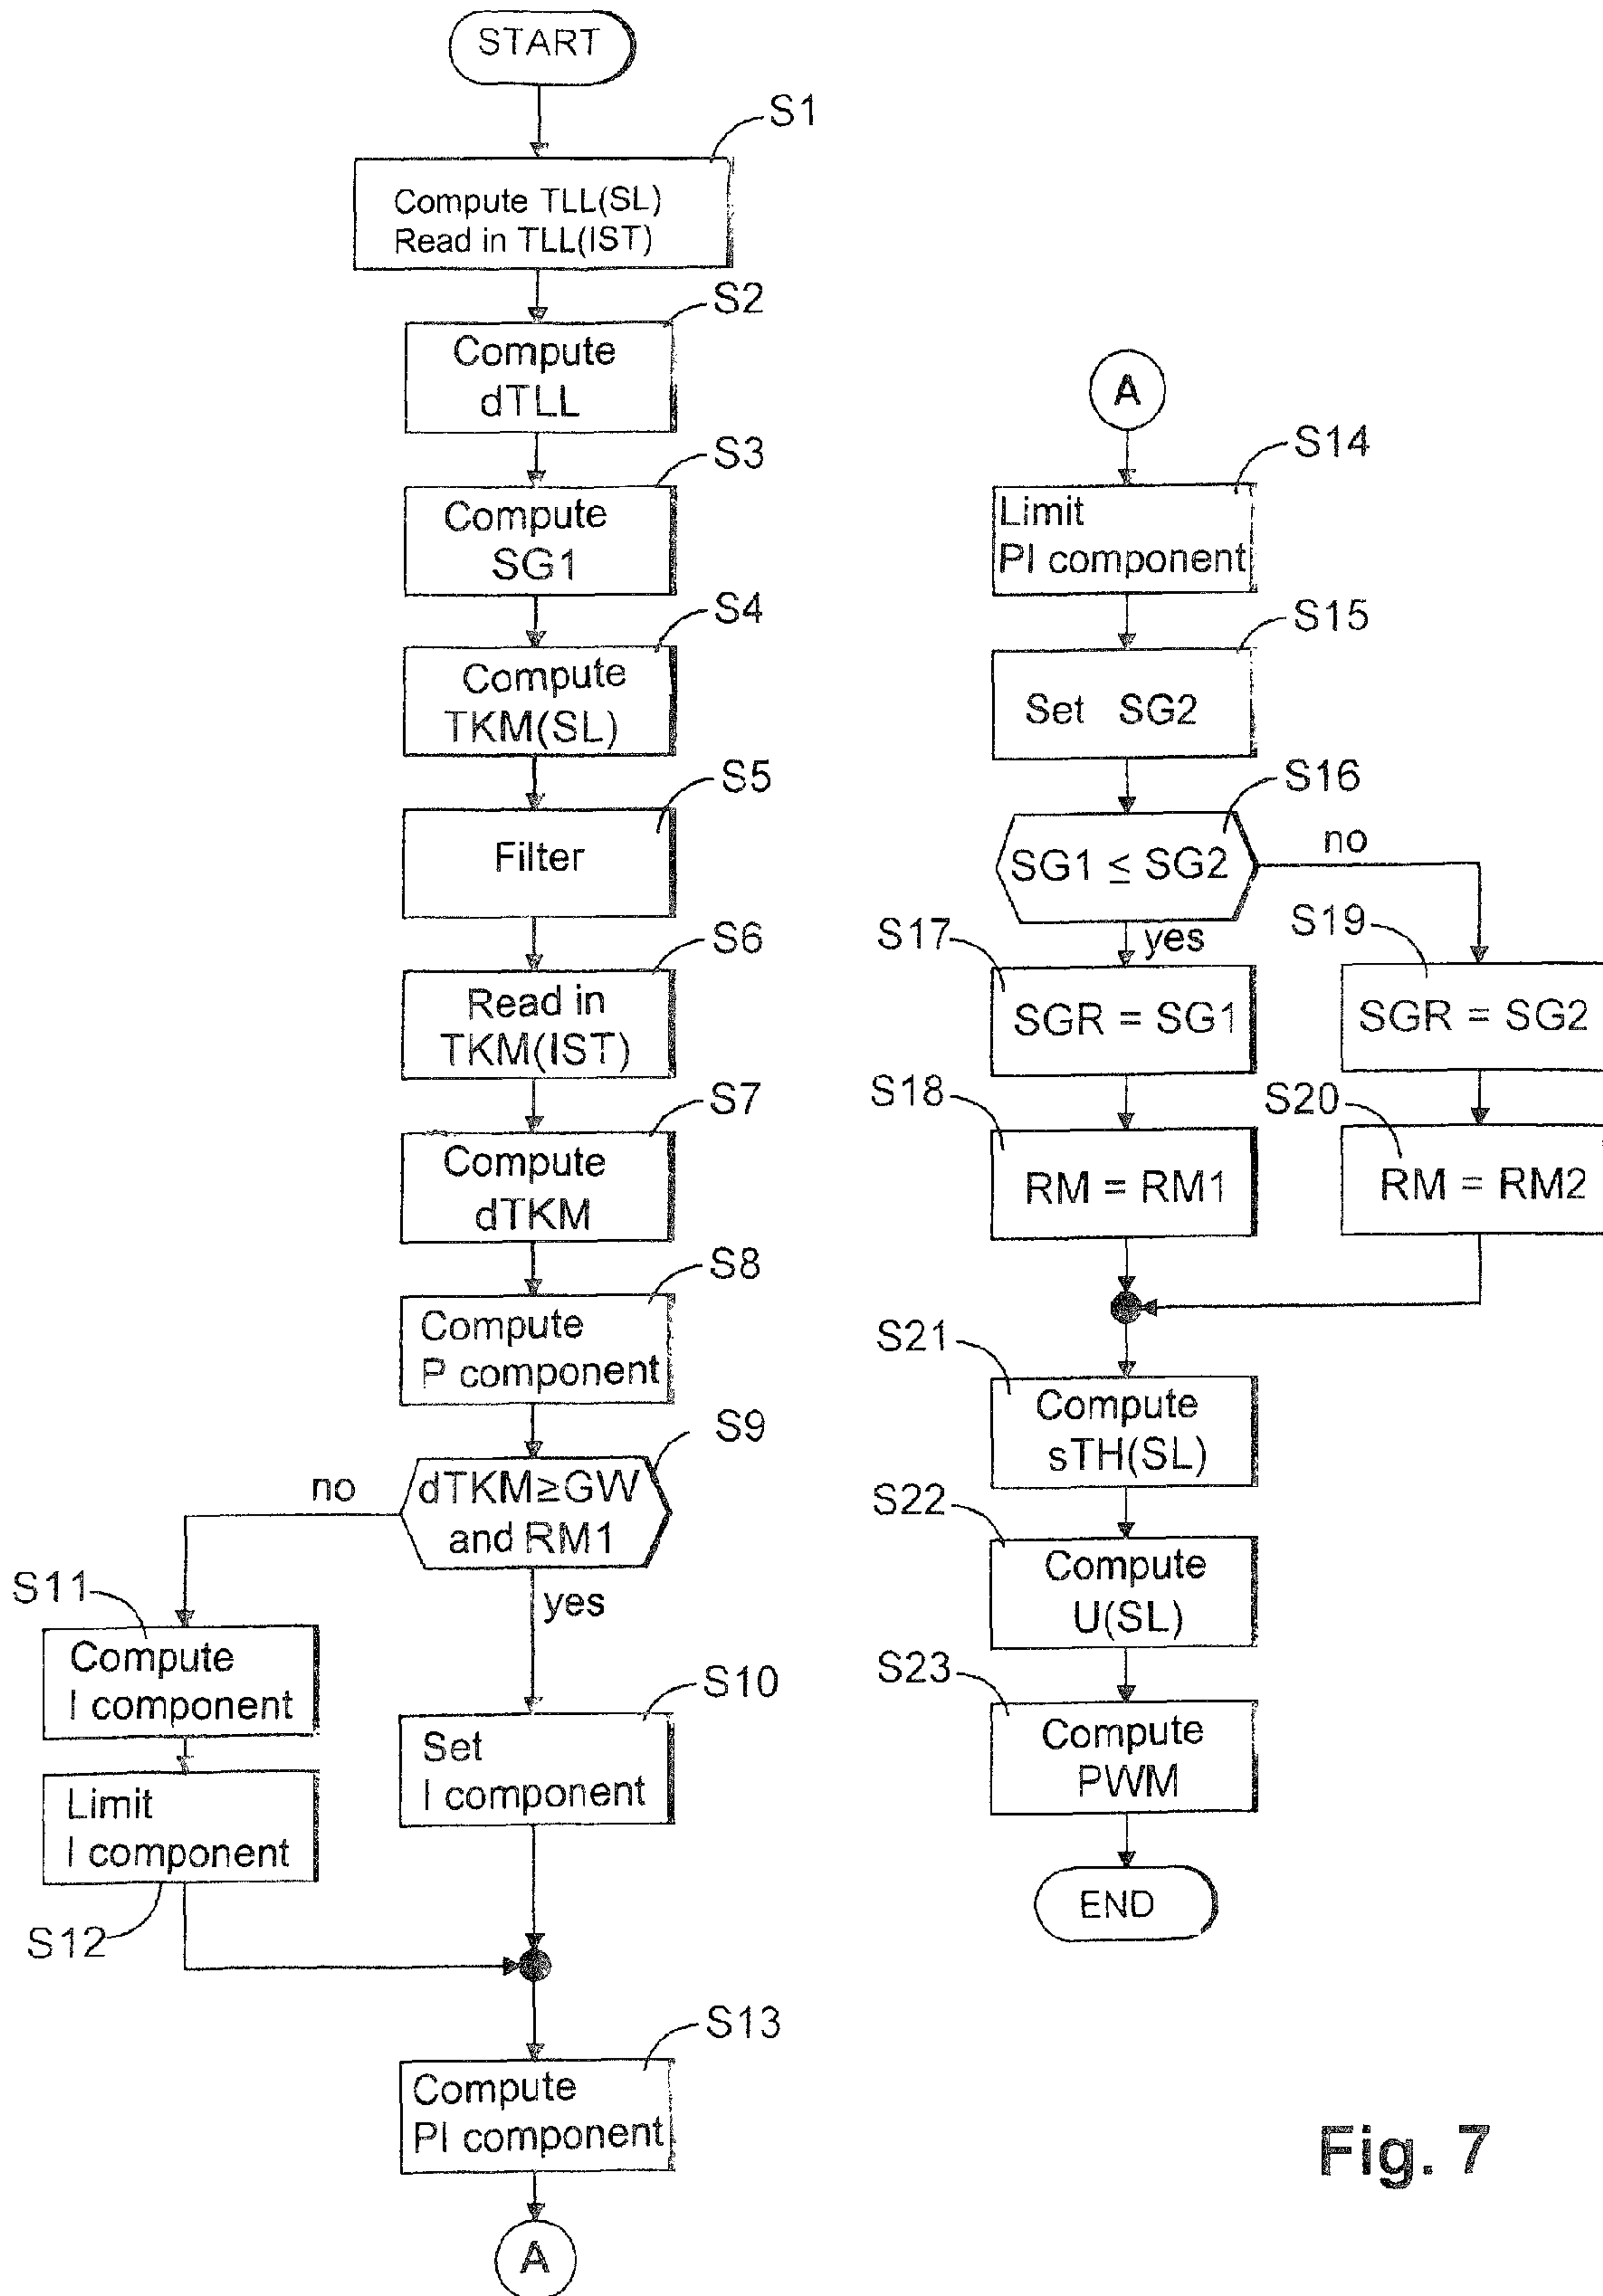 START
S1
Compute TLL(SL)
Read in TLL(IST)
S2
Compute
dTLL
S3
Compute
SG1
S4
Compute
TKM(SL)
S5
Filter
S6
Read in
TKM(IST)
S7
Compute
dTKM
S8
Compute
P component
S9
dTKM≥GW
and RM1
no
yes
S11
Compute
I component
S10
Set
I component
Limit
I component
S12
S13
Compute
PI component
A
A
S14
Limit
PI component
S15
Set SG2
S16
SG1 ≤ SG2
no
yes
S17
SGR = SG1
S19
SGR = SG2
S18
RM = RM1
S20
RM = RM2
S21
Compute
sTH(SL)
S22
Compute
U(SL)
S23
Compute
PWM
END
Fig. 7